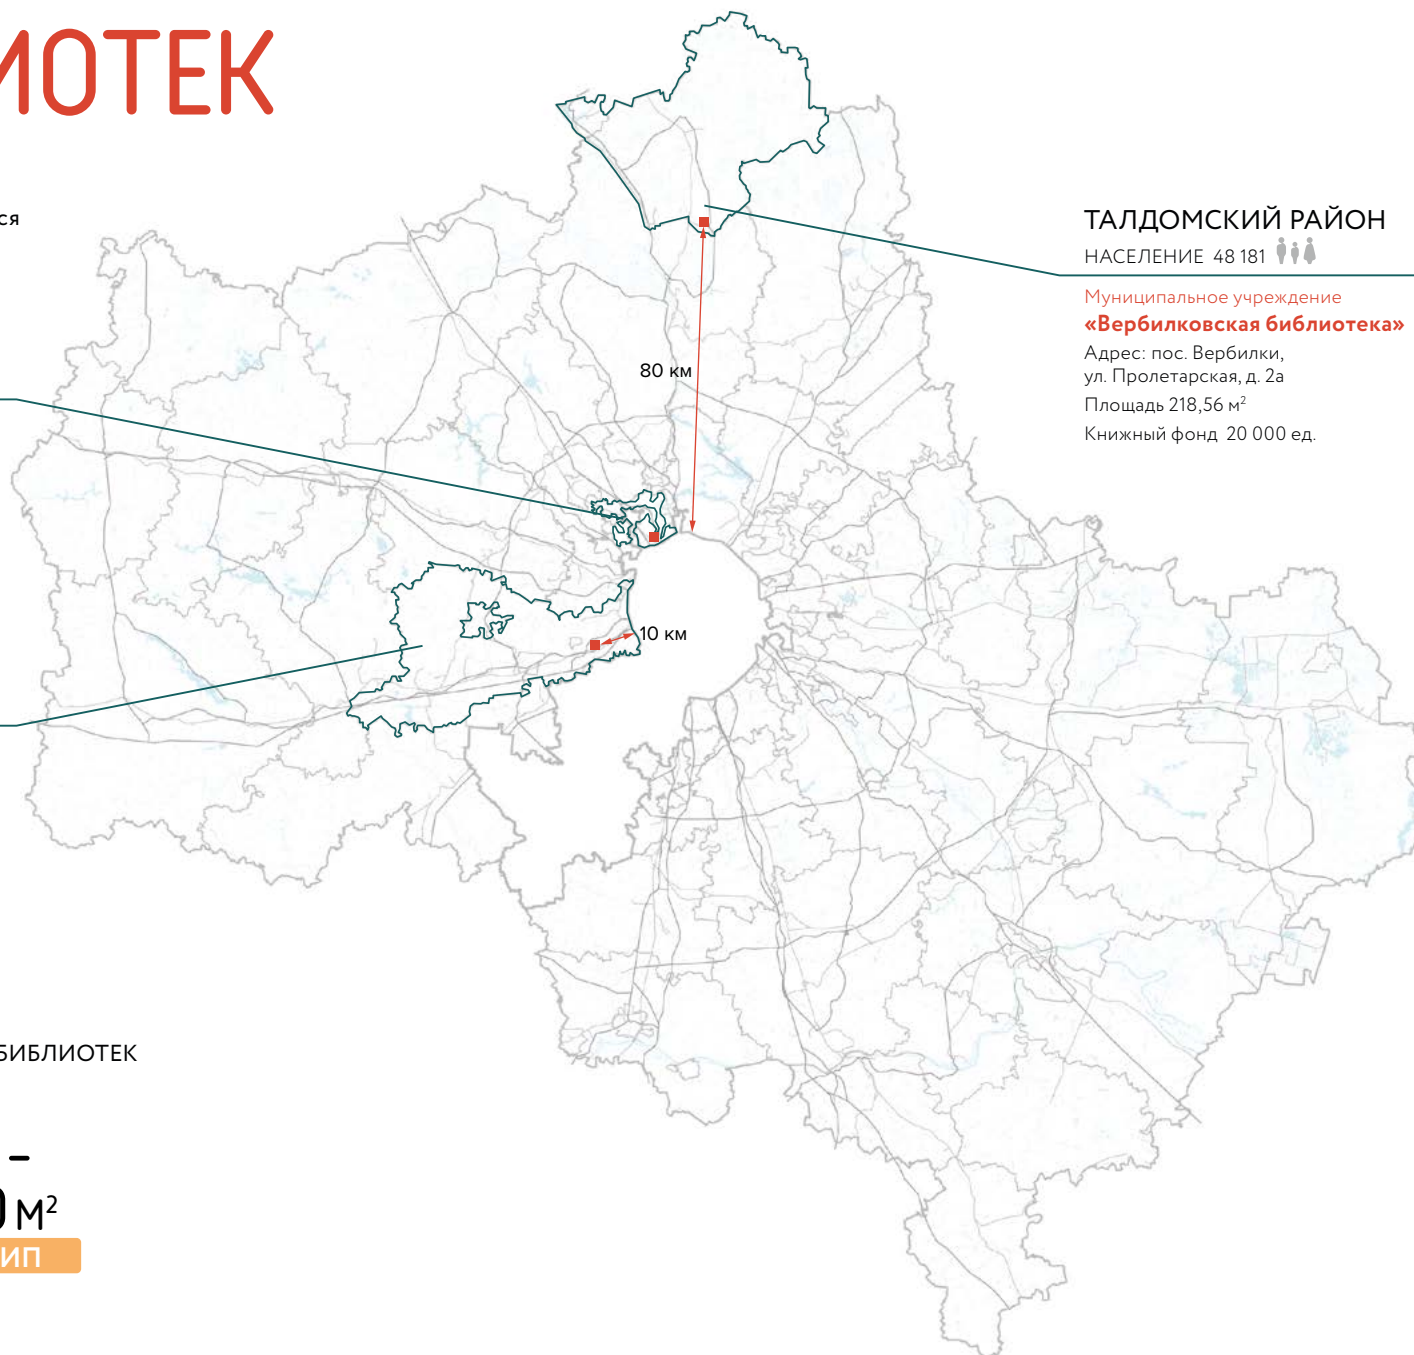 ИОТЕК
ся
ТАЛДОМСКИЙ РАЙОН
НАСЕЛЕНИЕ 48 181
Муниципальное учреждение
«Вербилковская библиотека»
Адрес: пос. Вербилки,
ул. Пролетарская, д. 2а
Площадь 218,56 м²
Книжный фонд 20 000 ед.
80 км
10 км
БИБЛИОТЕК
–
0 м²
ИП